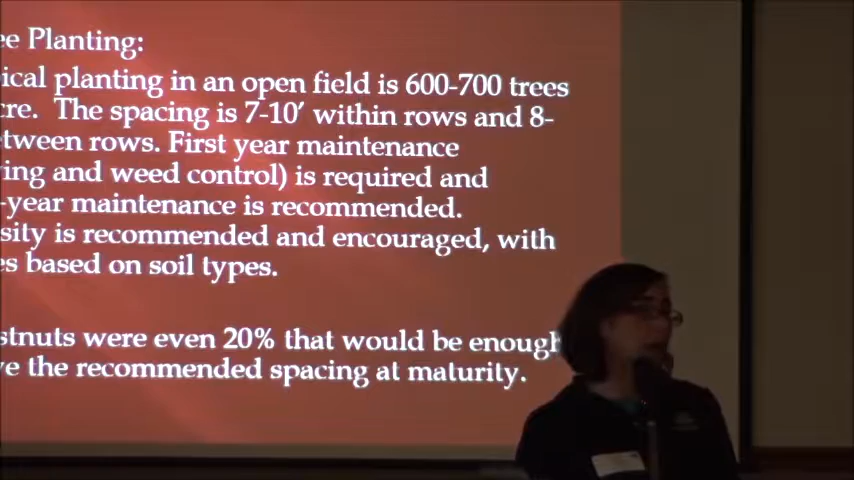 ee Planting:
ical planting in an open field is 600-700 trees
cre. The spacing is 7-10' within rows and 8-
tween rows. First year maintenance
ing and weed control) is required and
-year maintenance is recommended.
sity is recommended and encouraged, with
es based on soil types.
stnuts were even 20% that would be enough
ve the recommended spacing at maturity.